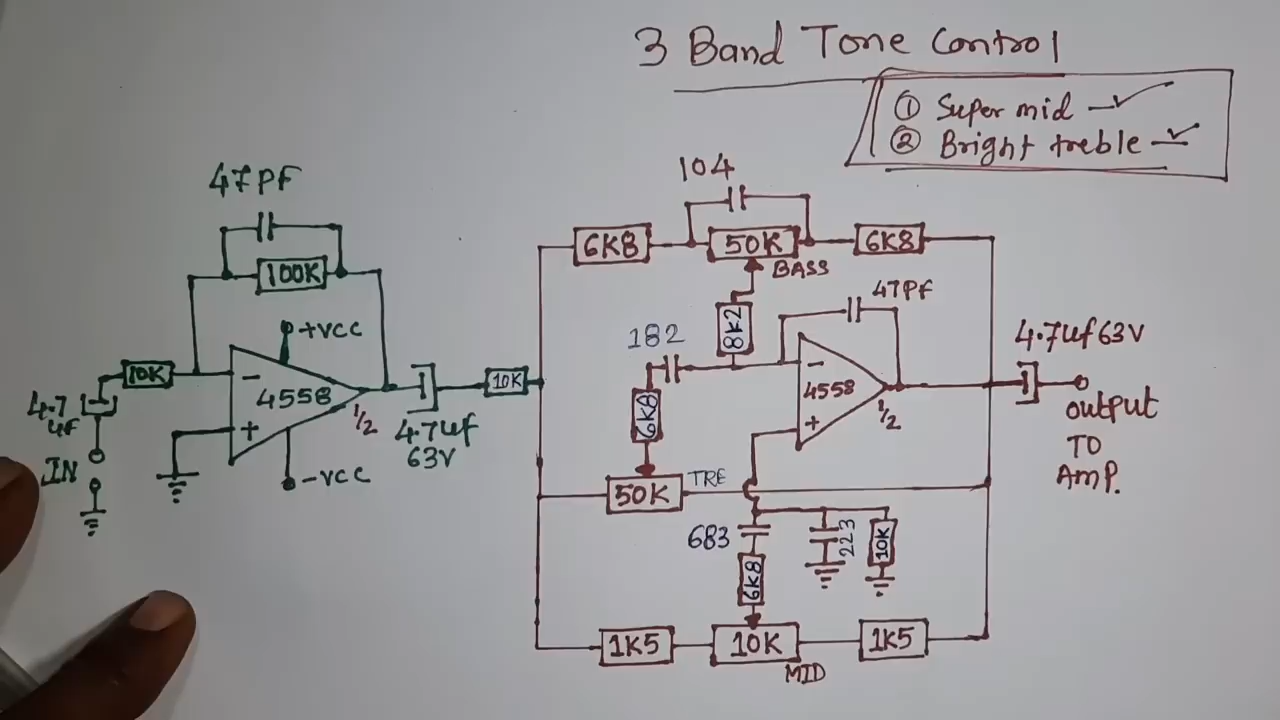 3 Band Tone Control
① Super mid
② Bright treble
47PF
100K
+VCC
10K
4.7
UF
IN
-
+
4558
1/2
-VCC
4.7uf
63V
10K
104
6K8
50K
6K8
BASS
8K2
182
6K8
50K
TRE
47PF
-
+
4558
1/2
4.7uf63V
output
TO
AMP.
683
6K8
223
10K
1K5
10K
1K5
MID